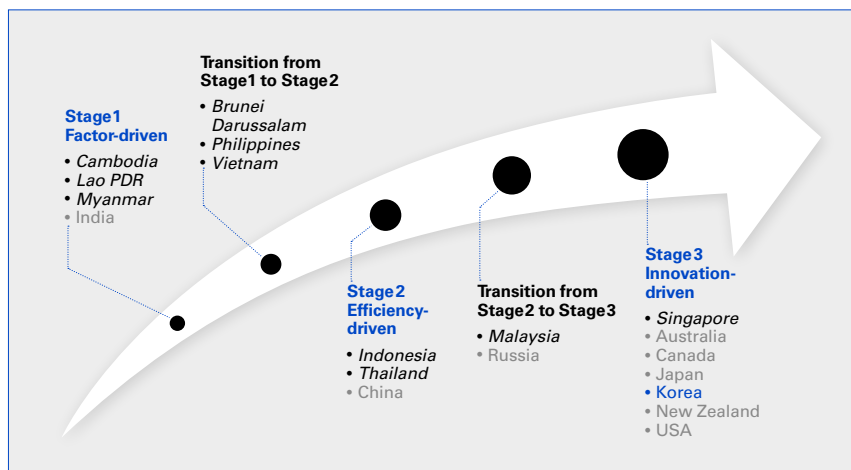 Transition from
Stage1 to Stage2
• Brunei
Darussalam
• Philippines
• Vietnam
Stage1
Factor-driven
• Cambodia
• Lao PDR
• Myanmar
• India
Stage2
Efficiency-
driven
• Indonesia
• Thailand
• China
Transition from
Stage2 to Stage3
• Malaysia
• Russia
Stage3
Innovation-
driven
• Singapore
• Australia
• Canada
• Japan
• Korea
• New Zealand
• USA